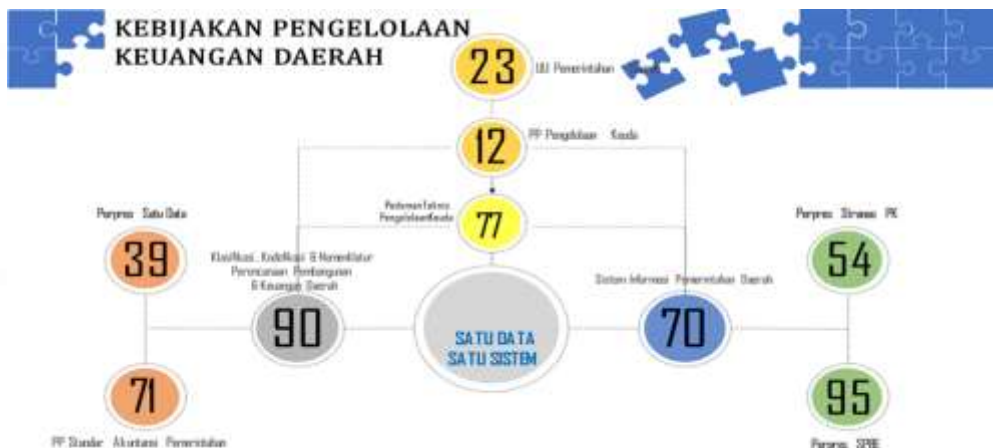 KEBIJAKAN PENGELOLAAN
KEUANGAN DAERAH
23
UU Pemerintahan
12
PP Pengelolaan Keuda
Pedoman Teknis
Pengelolaan Keuda
77
Perpres Satu Data
39
Klasifikasi, Kodefikasi & Nomenklatur
Perencanaan Pembangunan
& Keuangan Daerah
90
SATU DATA
SATU SISTEM
Sistem Informasi Pemerintahan Daerah
70
Perpres Stranas PK
54
71
PP Standar Akuntansi Pemerintahan
95
Perpres SPBE